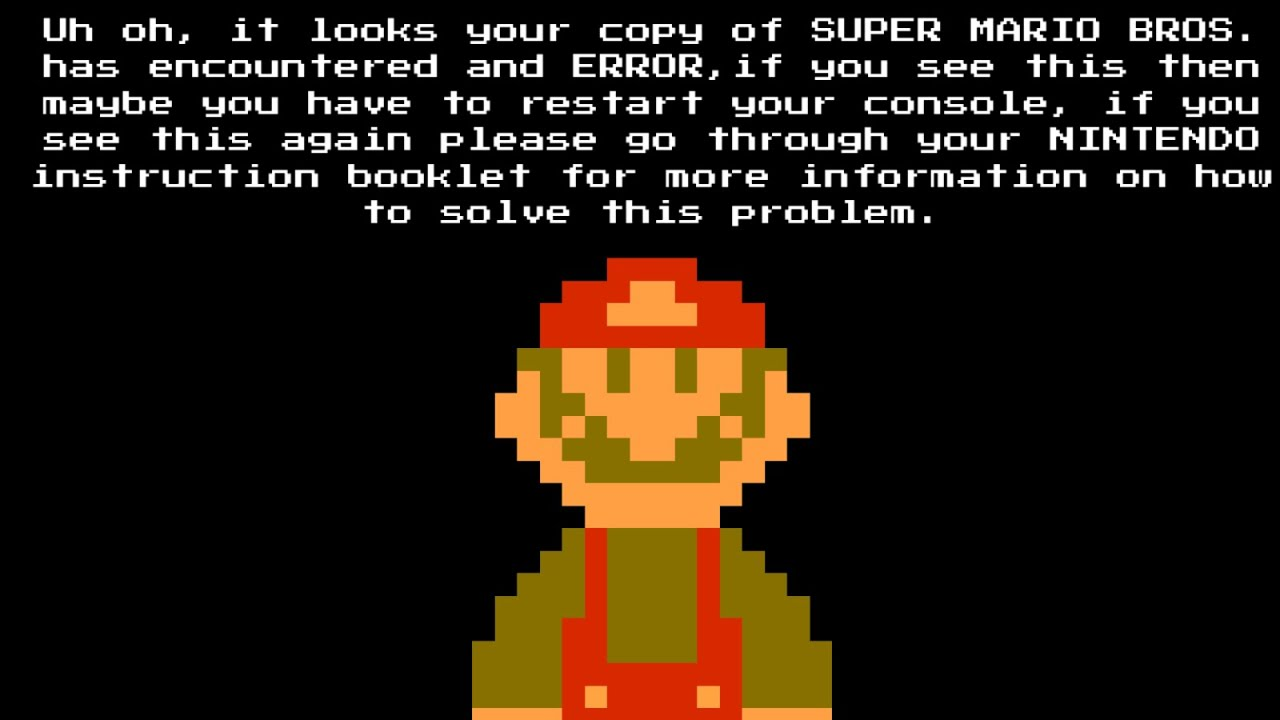 Uh oh, it looks your copy of SUPER MARIO BROS.
has encountered and ERROR,if you see this then
maybe you have to restart your console, if you
see this again please go through your NINTENDO
instruction booklet for more information on how
to solve this problem.